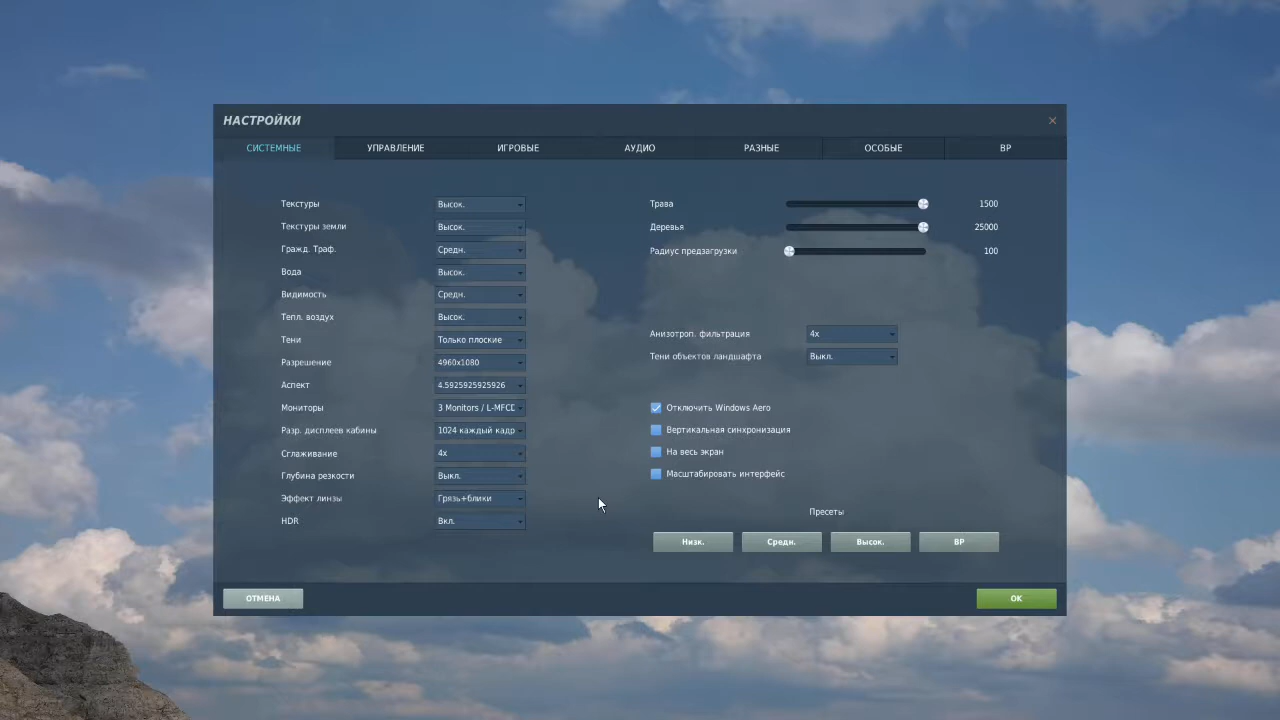 НАСТРОЙКИ
СИСТЕМНЫЕ УПРАВЛЕНИЕ ИГРОВЫЕ АУДИО РАЗНЫЕ ОСОБЫЕ ВР
Текстуры Высок.
Текстуры земли Высок.
Гражд. Траф. Средн.
Вода Высок.
Видимость Средн.
Тепл. воздух Высок.
Тени Только плоские
Разрешение 4960x1080
Аспект 4.5925925925926
Мониторы 3 Monitors / L-MFCD
Разр. дисплеев кабины 1024 каждый кадр
Сглаживание 4x
Глубина резкости Выкл.
Эффект линзы Грязь+блики
HDR Вкл.
Трава 1500
Деревья 25000
Радиус предзагрузки 100
Анизотроп. фильтрация 4x
Тени объектов ландшафта Выкл.
Отключить Windows Aero
Вертикальная синхронизация
На весь экран
Масштабировать интерфейс
Пресеты
Низк. Средн. Высок. ВР
ОТМЕНА OK